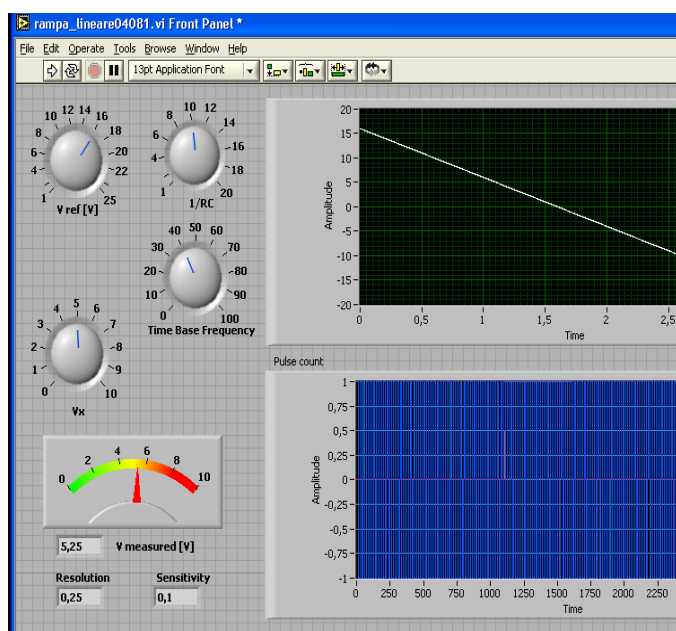 rampa_lineare04081.vi Front Panel *
File Edit Operate Tools Browse Window Help
13pt Application Font
1 4 6 8 10 12 14 16 18 20 22 25
V ref [V]
1 4 6 8 10 12 14 16 18 20
1/RC
0 10 20 30 40 50 60 70 80 90 100
Time Base Frequency
0 1 2 3 4 5 6 7 8 9 10
Vx
0 2 4 6 8 10
5,25 V measured [V]
Resolution Sensitivity
0,25 0,1
Amplitude
20
15
10
5
0
-5
-10
-15
-20
0 0,5 1 1,5 2 2,5
Time
Pulse count
Amplitude
1
0,75
0,5
0,25
0
-0,25
-0,5
-0,75
-1
0 250 500 750 1000 1250 1500 1750 2000 2250
Time